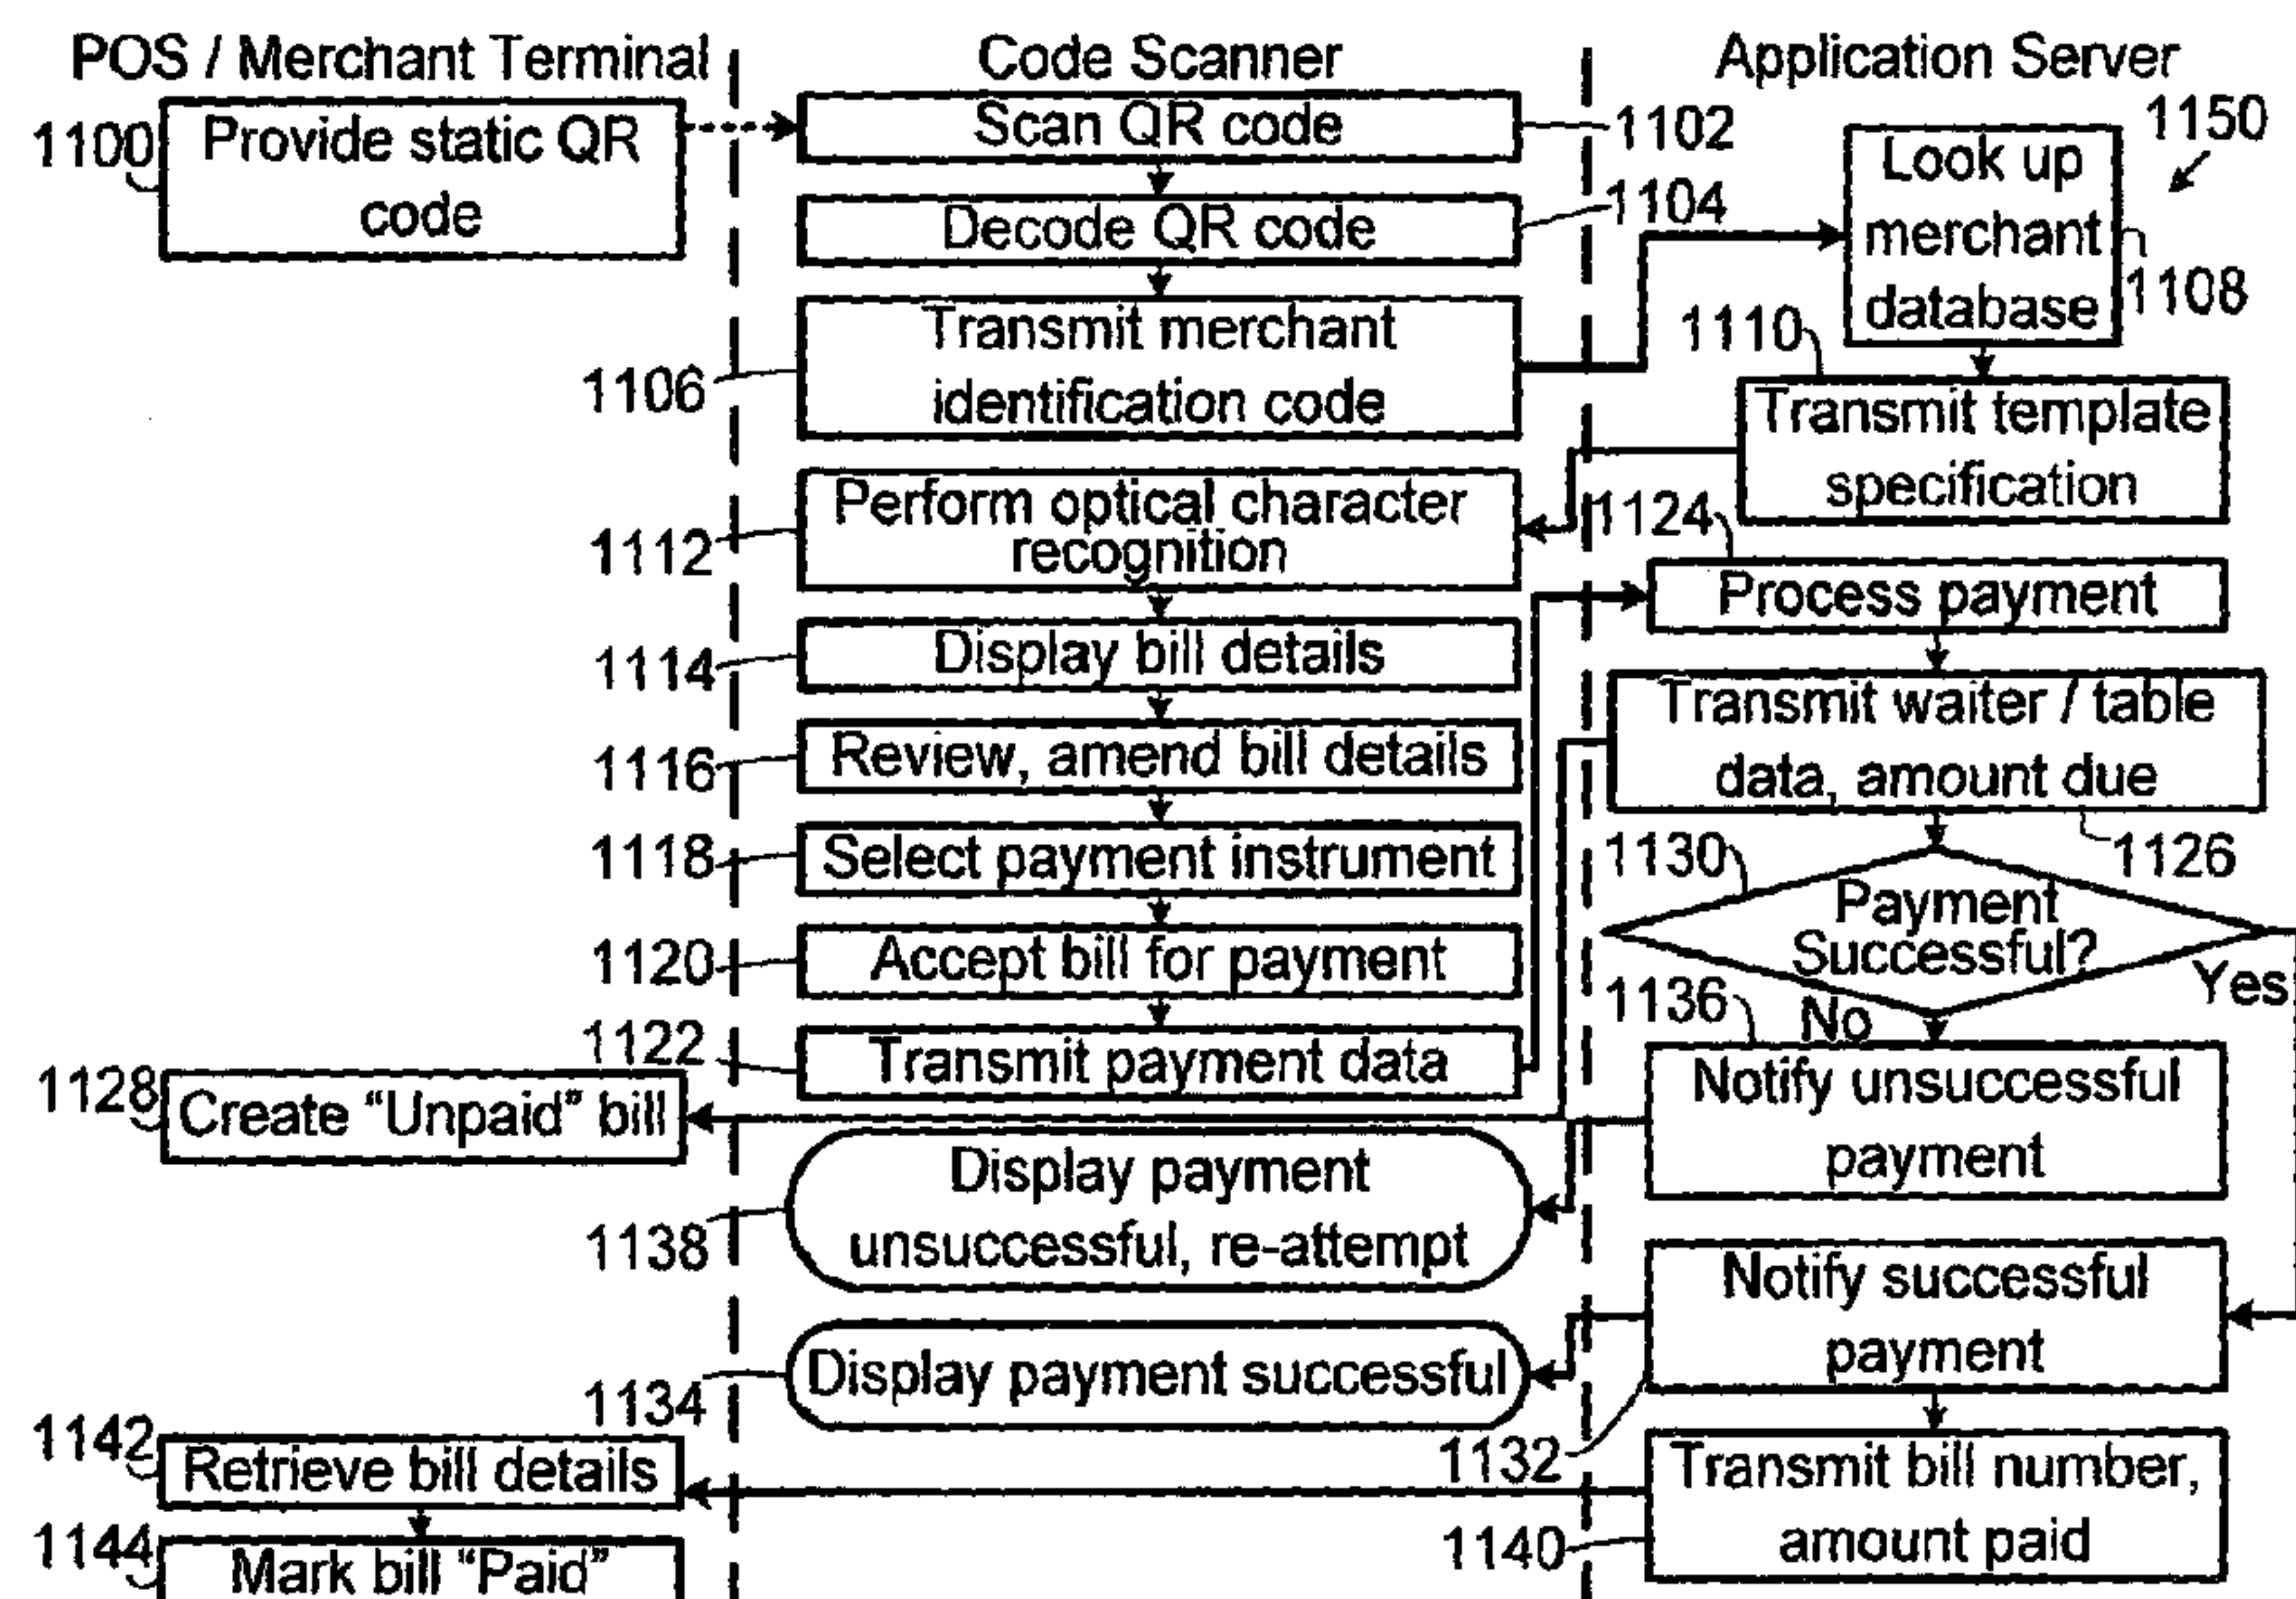 POS / Merchant Terminal
Code Scanner
Application Server
1100
Provide static QR
code
Scan QR code
1102
1150
Decode QR code
1104
Look up
merchant
database
1108
Transmit merchant
identification code
1106
1110
Transmit template
specification
Perform optical character
recognition
1112
1124
Process payment
Display bill details
1114
Transmit waiter / table
data, amount due
1126
Review, amend bill details
1116
Select payment instrument
1118
1130
Payment
Successful?
Yes
No
Accept bill for payment
1120
1136
Transmit payment data
1122
Notify unsuccessful
payment
1128
Create “Unpaid” bill
Display payment
unsuccessful, re-attempt
1138
Notify successful
payment
1132
Display payment successful
1134
1142
Retrieve bill details
Transmit bill number,
amount paid
1140
1144
Mark bill “Paid”